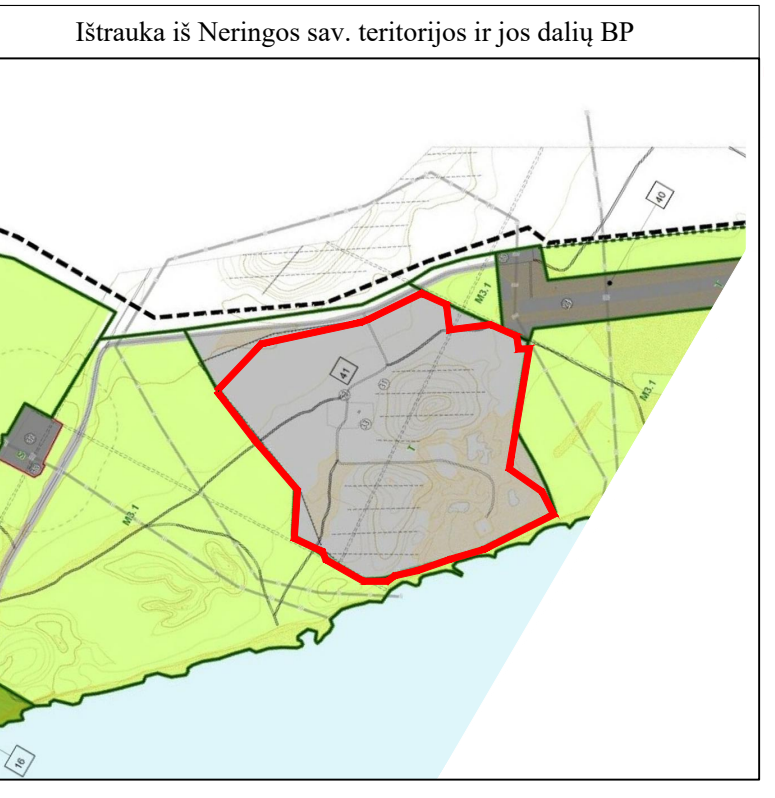 Ištrauka iš Neringos sav. teritorijos ir jos dalių BP
40
M3.1
41
M3.1
M3.1
16